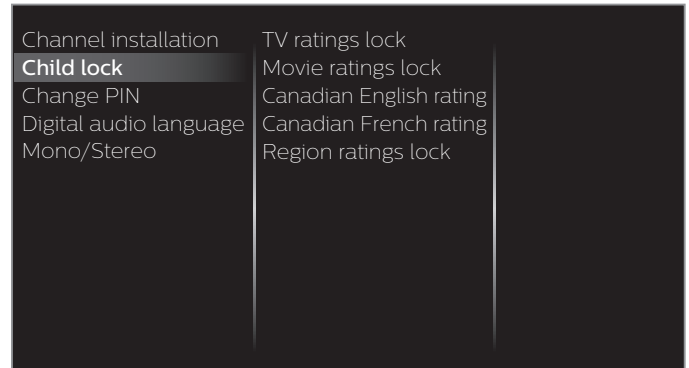 Channel installation
Child lock
Change PIN
Digital audio language
Mono/Stereo
TV ratings lock
Movie ratings lock
Canadian English rating
Canadian French rating
Region ratings lock